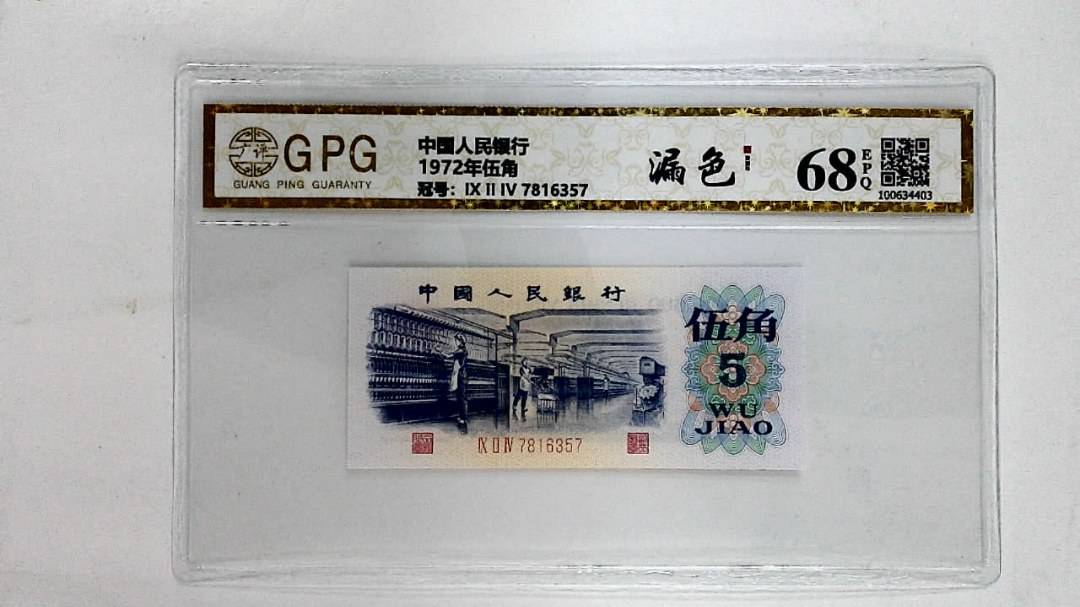 广评
GPG
GUANG PING GUARANTY
中国人民银行
1972年伍角
冠号：IX II IV 7816357
漏色
68
EPQ
100634403
中國人民銀行
伍角
5
WU
JIAO
IX II IV 7816357